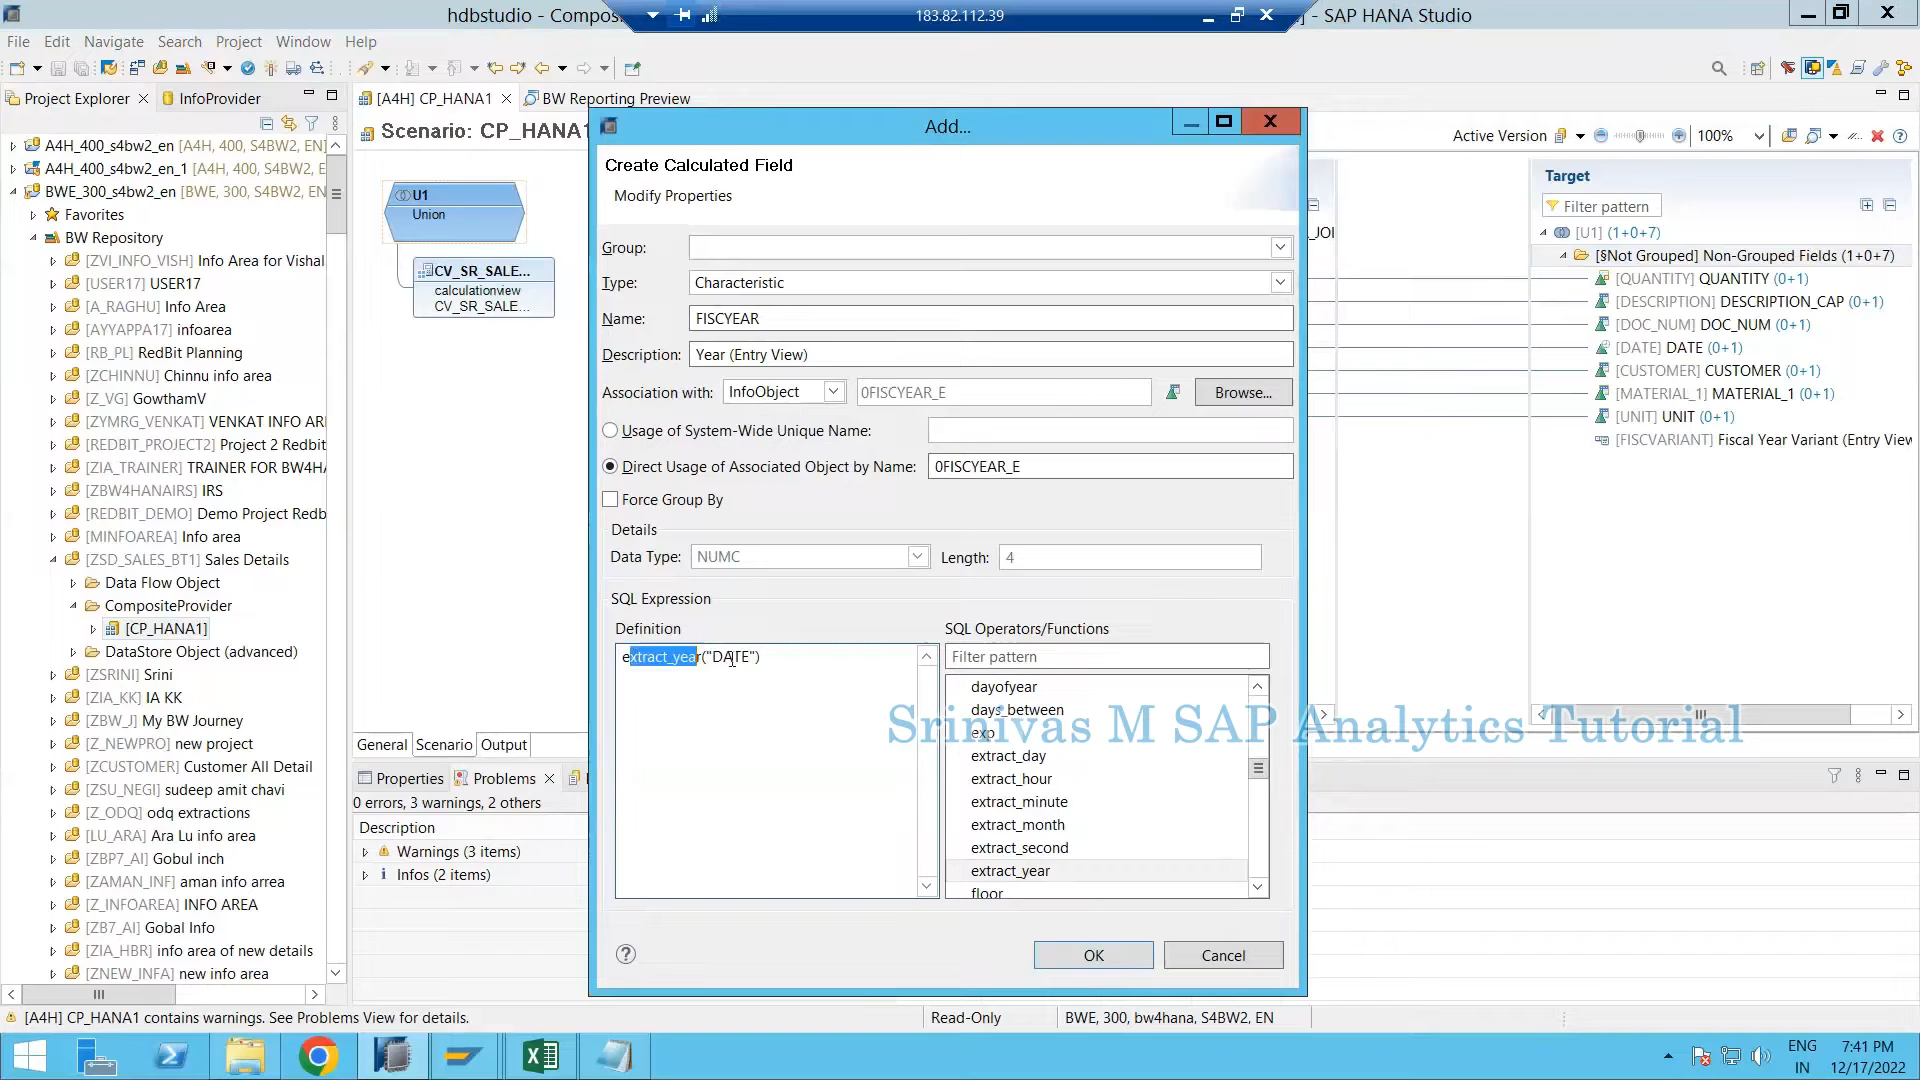 hdbstudio - Compos
183.82.112.39
] - SAP HANA Studio
File Edit Navigate Search Project Window Help
Project Explorer
InfoProvider
[A4H] CP_HANA1
BW Reporting Preview
Scenario: CP_HANA1
Active Version
100%
A4H_400_s4bw2_en [A4H, 400, S4BW2, EN]
A4H_400_s4bw2_en_1 [A4H, 400, S4BW2, E
BWE_300_s4bw2_en [BWE, 300, S4BW2, EN
Favorites
BW Repository
[ZVI_INFO_VISH] Info Area for Vishal
[USER17] USER17
[A_RAGHU] Info Area
[AYYAPPA17] infoarea
[RB_PL] RedBit Planning
[ZCHINNU] Chinnu info area
[Z_VG] GowthamV
[ZYMRG_VENKAT] VENKAT INFO ARI
[REDBIT_PROJECT2] Project 2 Redbit
[ZIA_TRAINER] TRAINER FOR BW4HA
[ZBW4HANAIRS] IRS
[REDBIT_DEMO] Demo Project Redb
[MINFOAREA] Info area
[ZSD_SALES_BT1] Sales Details
Data Flow Object
CompositeProvider
[CP_HANA1]
DataStore Object (advanced)
[ZSRINI] Srini
[ZIA_KK] IA KK
[ZBW_J] My BW Journey
[Z_NEWPRO] new project
[ZCUSTOMER] Customer All Detail
[ZSU_NEGI] sudeep amit chavi
[Z_ODQ] odq extractions
[LU_ARA] Ara Lu info area
[ZBP7_AI] Gobul inch
[ZAMAN_INF] aman info arrea
[Z_INFOAREA] INFO AREA
[ZB7_AI] Gobal Info
[ZIA_HBR] info area of new details
[ZNEW_INFA] new info area
U1
Union
CV_SR_SALE...
calculationview
CV_SR_SALE...
General Scenario Output
Properties Problems
0 errors, 3 warnings, 2 others
Description
Warnings (3 items)
Infos (2 items)
Add...
Create Calculated Field
Modify Properties
Group:
Type: Characteristic
Name: FISCYEAR
Description: Year (Entry View)
Association with: InfoObject 0FISCYEAR_E Browse...
Usage of System-Wide Unique Name:
Direct Usage of Associated Object by Name: 0FISCYEAR_E
Force Group By
Details
Data Type: NUMC Length: 4
SQL Expression
Definition
extract_year("DATE")
SQL Operators/Functions
Filter pattern
dayofyear
days_between
exp
extract_day
extract_hour
extract_minute
extract_month
extract_second
extract_year
floor
OK Cancel
_JOI
Target
Filter pattern
[U1] (1+0+7)
[§Not Grouped] Non-Grouped Fields (1+0+7)
[QUANTITY] QUANTITY (0+1)
[DESCRIPTION] DESCRIPTION_CAP (0+1)
[DOC_NUM] DOC_NUM (0+1)
[DATE] DATE (0+1)
[CUSTOMER] CUSTOMER (0+1)
[MATERIAL_1] MATERIAL_1 (0+1)
[UNIT] UNIT (0+1)
[FISCVARIANT] Fiscal Year Variant (Entry View
Srinivas M SAP Analytics Tutorial
[A4H] CP_HANA1 contains warnings. See Problems View for details.
Read-Only
BWE, 300, bw4hana, S4BW2, EN
ENG
IN
7:41 PM
12/17/2022